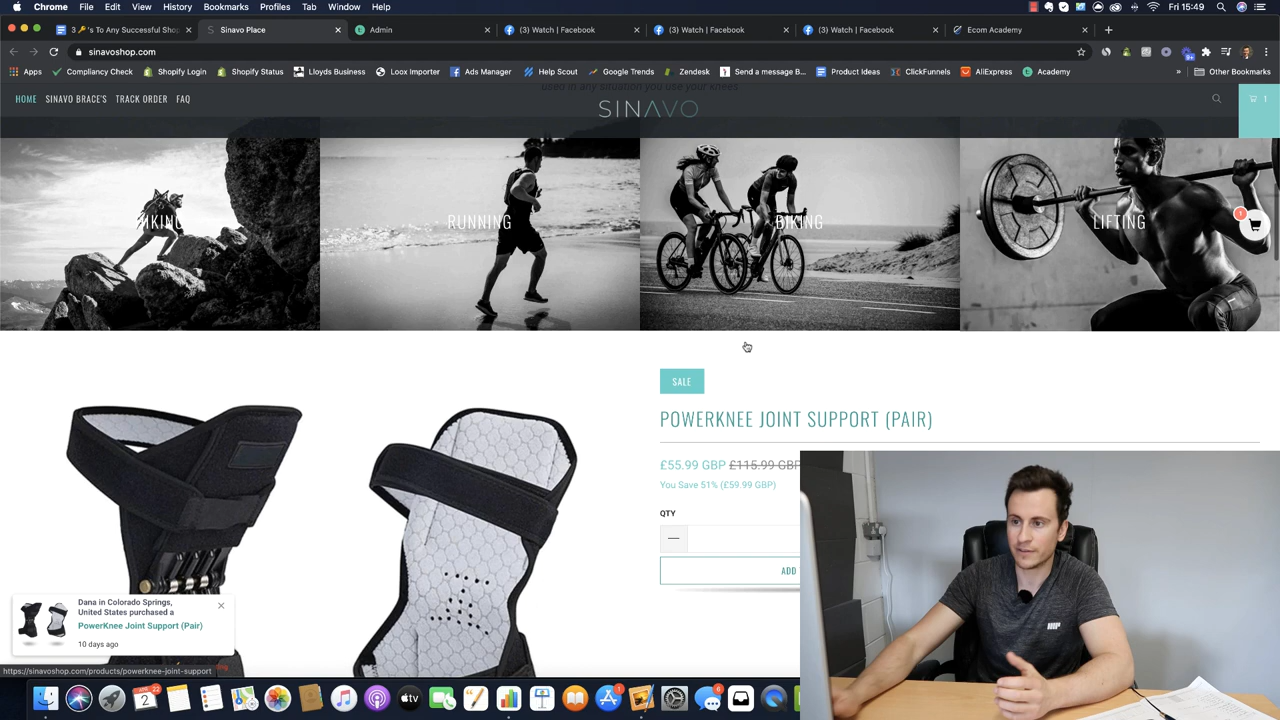 Chrome File Edit View History Bookmarks Profiles Tab Window Help Fri 15:49
3 🔑's To Any Successful Sho Sinavo Place Admin (3) Watch | Facebook (3) Watch | Facebook (3) Watch | Facebook Ecom Academy
sinavoshop.com
Apps Compliancy Check Shopify Login Shopify Status Lloyds Business Loox Importer Ads Manager Help Scout Google Trends Zendesk Send a message B... Product Ideas ClickFunnels AliExpress Academy » Other Bookmarks
used in any situation you use your knees
HOME SINAVO BRACE'S TRACK ORDER FAQ SINAVO 1
HIKING RUNNING BIKING LIFTING
1
SALE
POWERKNEE JOINT SUPPORT (PAIR)
£55.99 GBP £115.99 GBP
You Save 51% (£59.99 GBP)
QTY
ADD
Dana in Colorado Springs,
United States purchased a
PowerKnee Joint Support (Pair)
10 days ago
https://sinavoshop.com/products/powerknee-joint-support